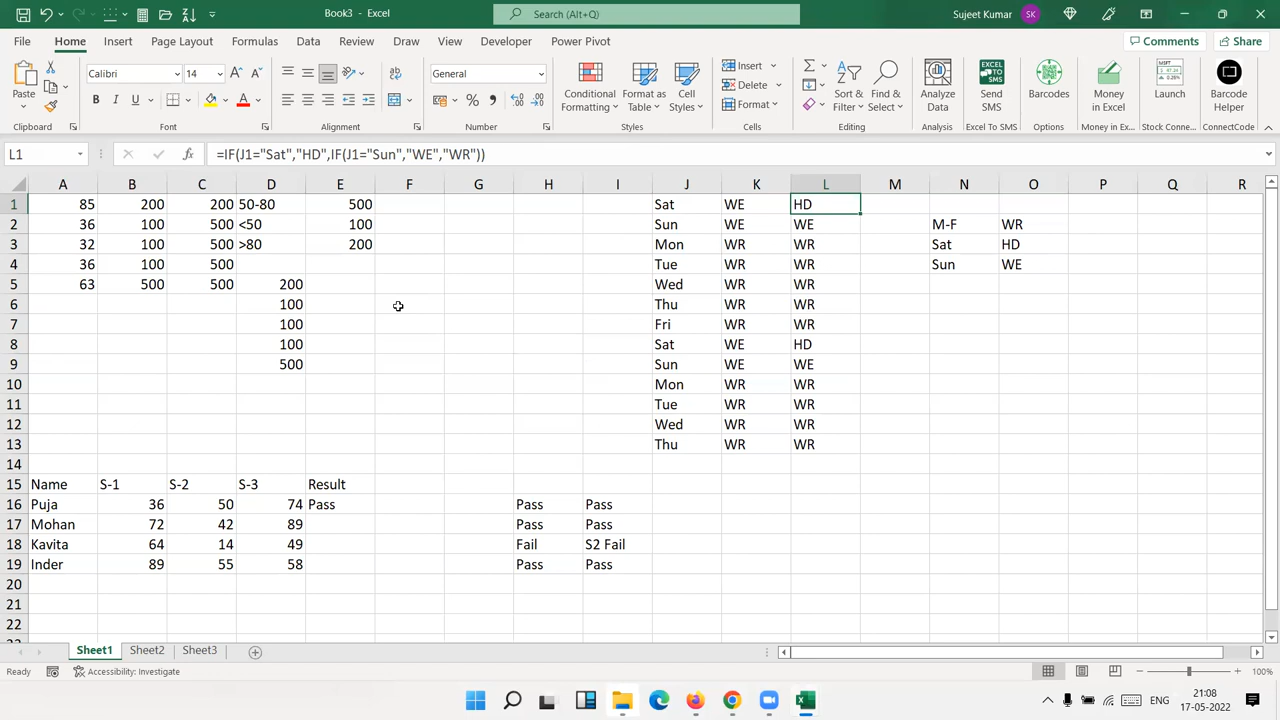 Book3 - Excel
Search (Alt+Q)
Sujeet Kumar
SK
File Home Insert Page Layout Formulas Data Review Draw View Developer Power Pivot
Comments Share
Paste
Calibri 14
B I U
General
Conditional Formatting
Format as Table
Cell Styles
Insert
Delete
Format
Sort & Filter
Find & Select
Analyze Data
Send SMS
Barcodes
Money in Excel
Launch
Barcode Helper
Clipboard Font Alignment Number Styles Cells Editing Analysis Excel To SMS Options Money in Ex... Stock Conne... ConnectCode
L1 fx =IF(J1="Sat","HD",IF(J1="Sun","WE","WR"))
A B C D E F G H I J K L M N O P Q R
1 85 200 200 50-80 500 Sat WE HD
2 36 100 500 <50 100 Sun WE WE M-F WR
3 32 100 500 >80 200 Mon WR WR Sat HD
4 36 100 500 Tue WR WR Sun WE
5 63 500 500 200 Wed WR WR
6 100 Thu WR WR
7 100 Fri WR WR
8 100 Sat WE HD
9 500 Sun WE WE
10 Mon WR WR
11 Tue WR WR
12 Wed WR WR
13 Thu WR WR
14
15 Name S-1 S-2 S-3 Result
16 Puja 36 50 74 Pass Pass Pass
17 Mohan 72 42 89 Pass Pass
18 Kavita 64 14 49 Fail S2 Fail
19 Inder 89 55 58 Pass Pass
20
21
22
Sheet1 Sheet2 Sheet3
Ready Accessibility: Investigate 100%
ENG
21:08
17-05-2022